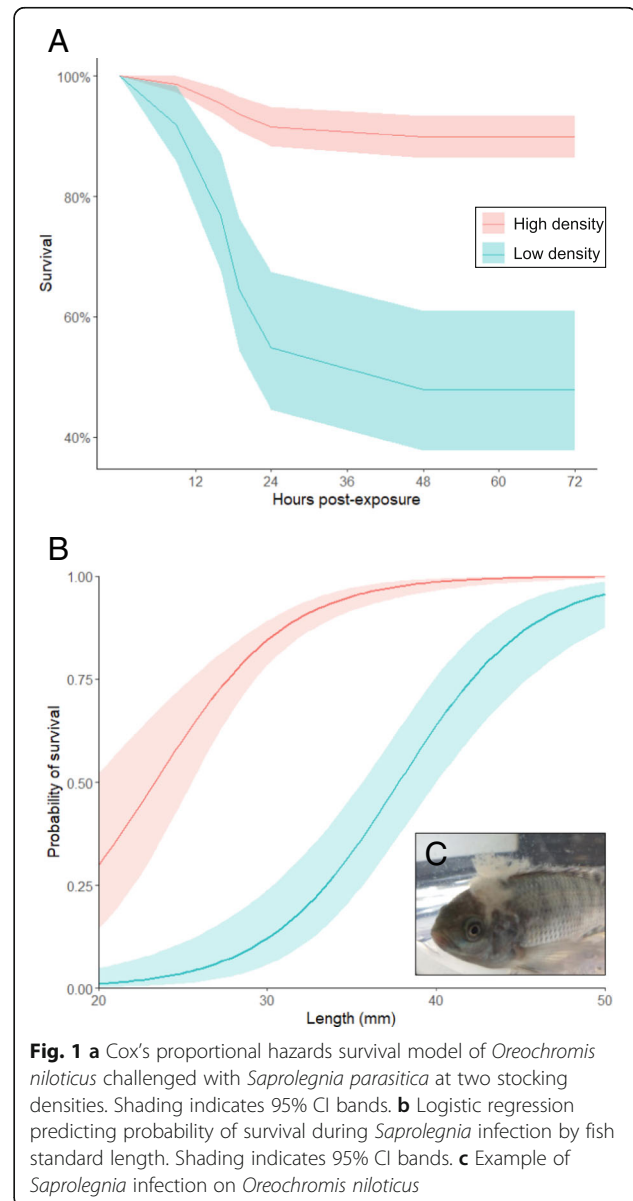 A
100%
80%
60%
40%
Survival
High density
Low density
12 24 36 48 60 72
Hours post-exposure
B
1.00
0.75
0.50
0.25
0.00
Probability of survival
C
20 30 40 50
Length (mm)
Fig. 1 a Cox's proportional hazards survival model of Oreochromis
niloticus challenged with Saprolegnia parasitica at two stocking
densities. Shading indicates 95% CI bands. b Logistic regression
predicting probability of survival during Saprolegnia infection by fish
standard length. Shading indicates 95% CI bands. c Example of
Saprolegnia infection on Oreochromis niloticus